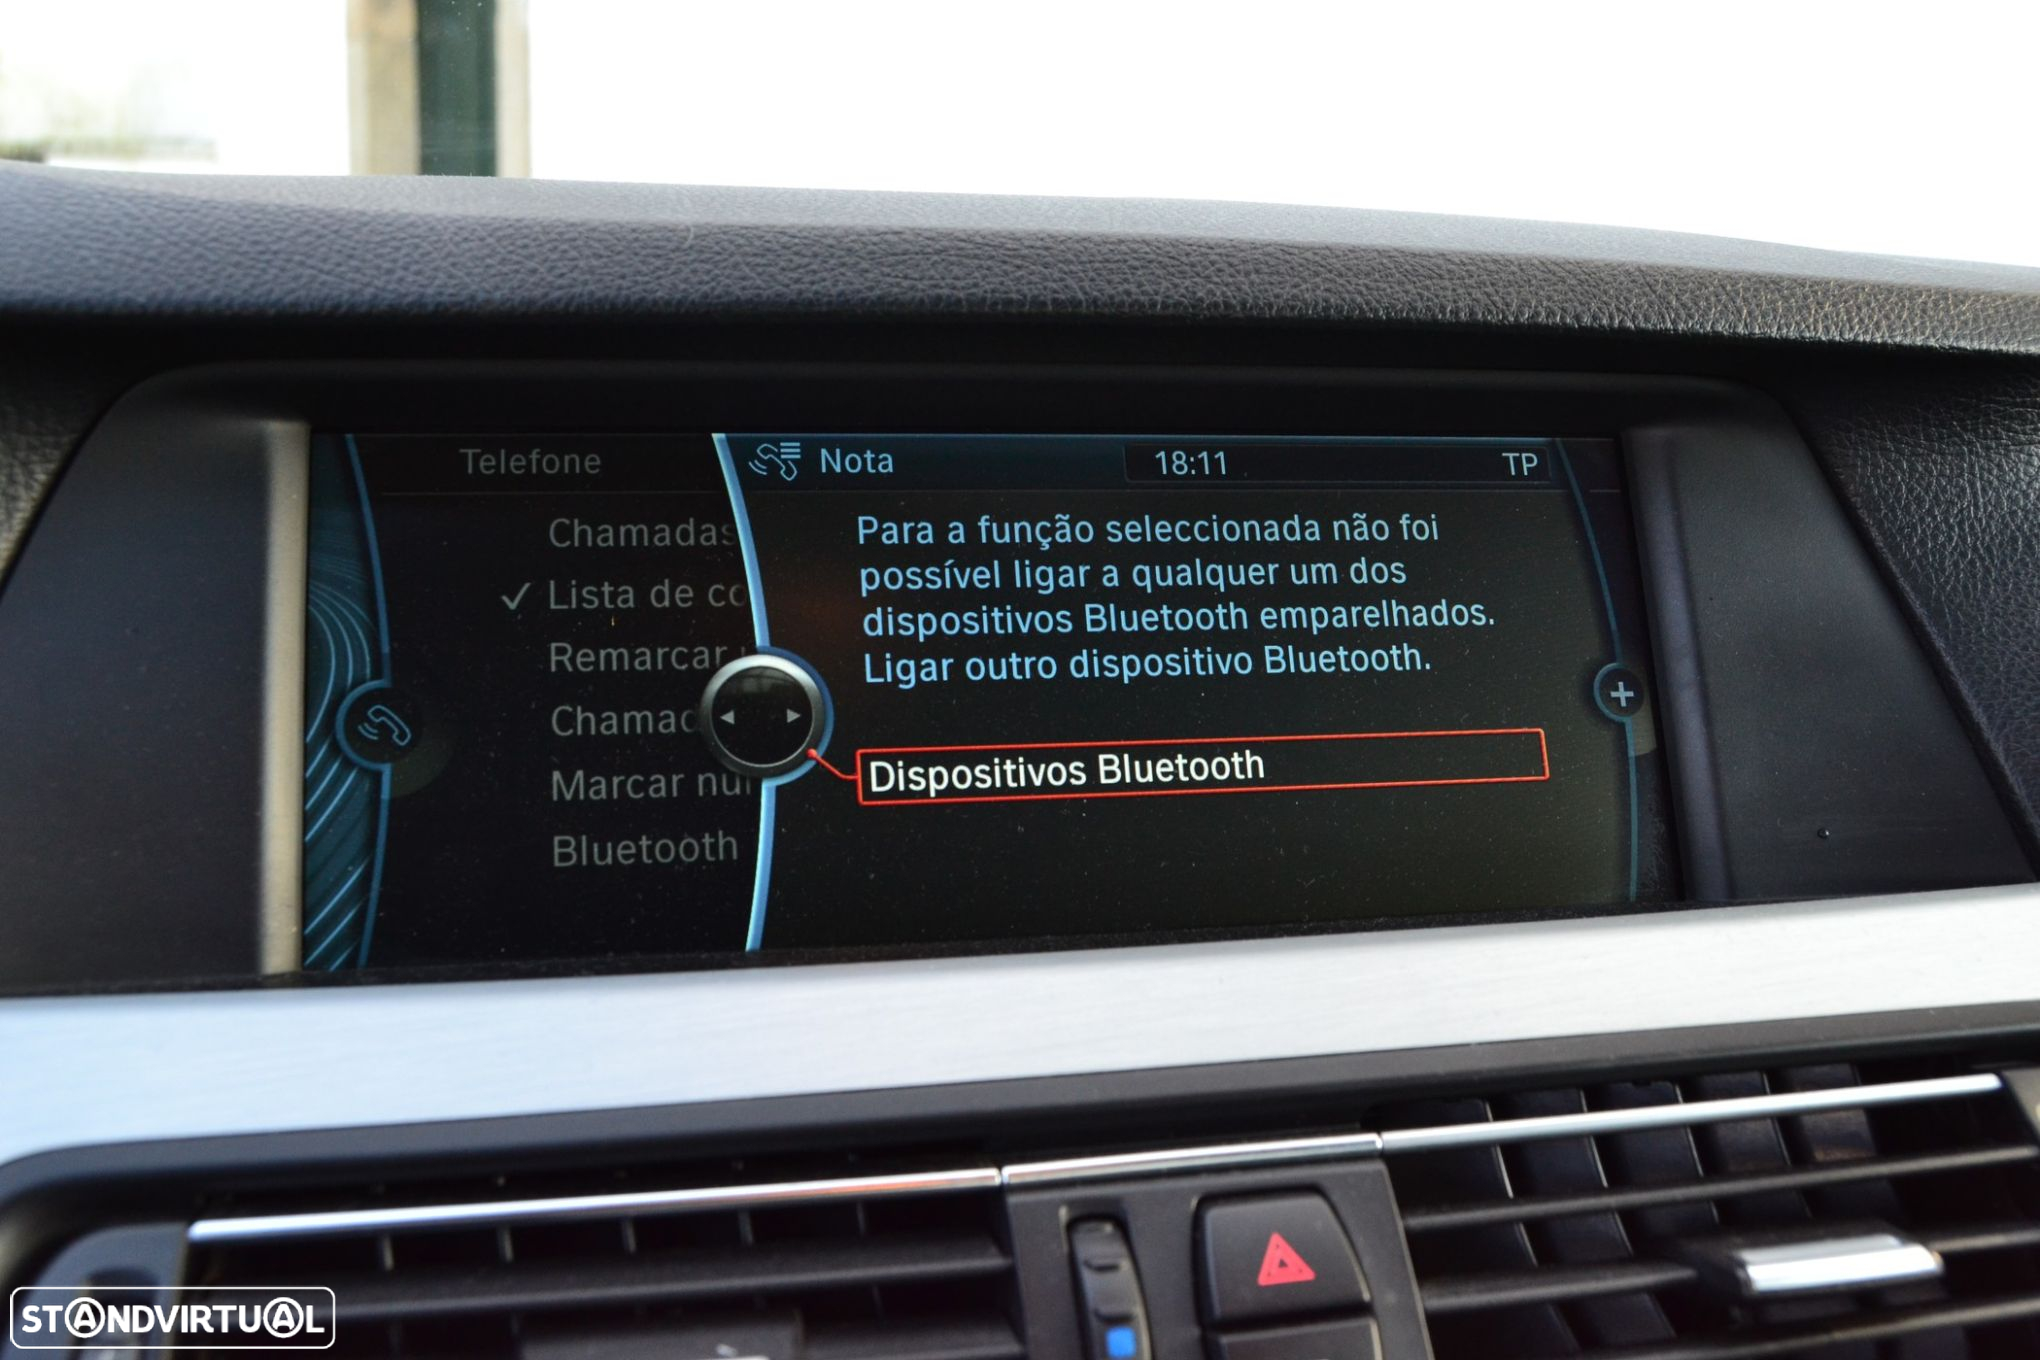 Telefone
Chamadas
Lista de co
Remarcar
Chamad
Marcar nú
Bluetooth
Nota
18:11
TP
Para a função seleccionada não foi
possível ligar a qualquer um dos
dispositivos Bluetooth emparelhados.
Ligar outro dispositivo Bluetooth.
Dispositivos Bluetooth
STANDVIRTUAL